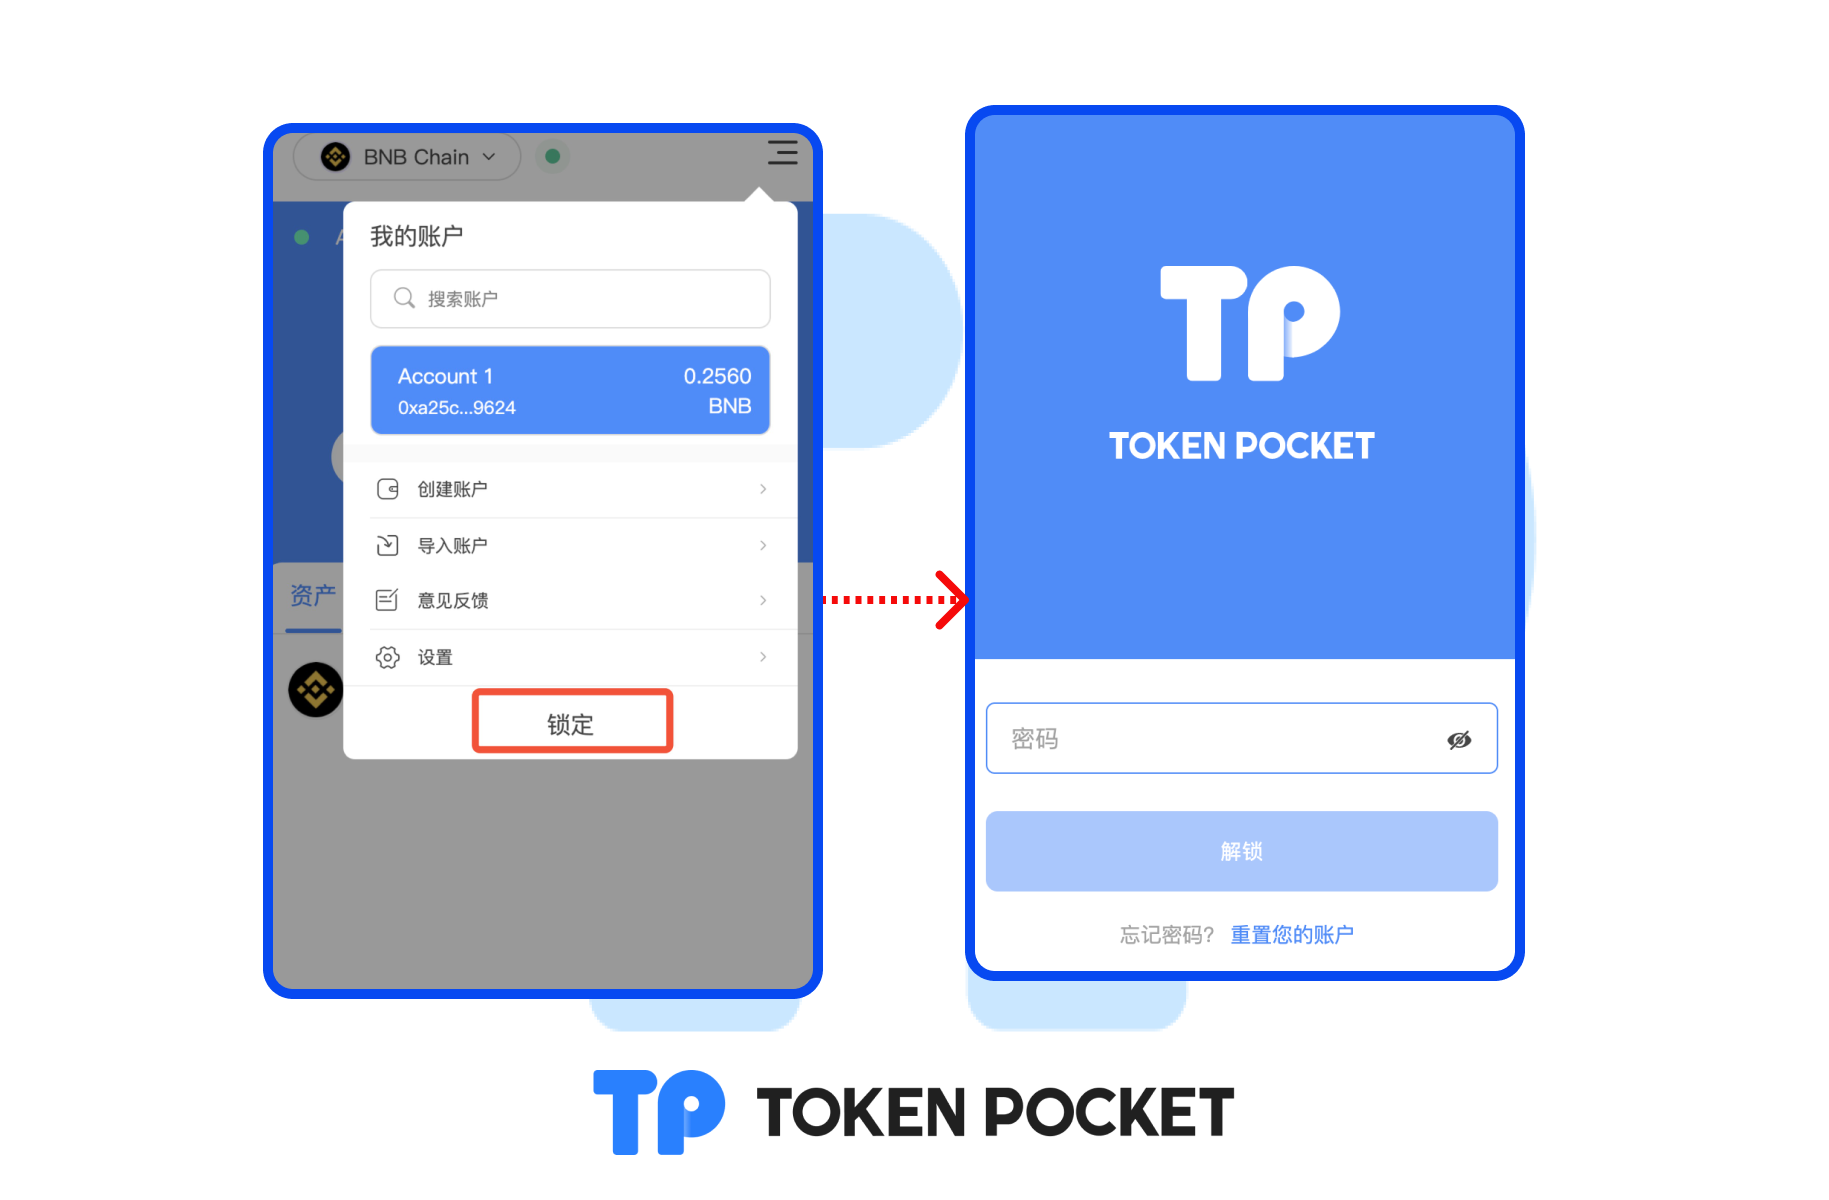 BNB Chain
我的账户
搜索账户
Account 1
0.2560
0xa25c...9624
BNB
创建账户
导入账户
意见反馈
设置
锁定
资产
TP
TOKEN POCKET
密码
解锁
忘记密码? 重置您的账户
TP TOKEN POCKET